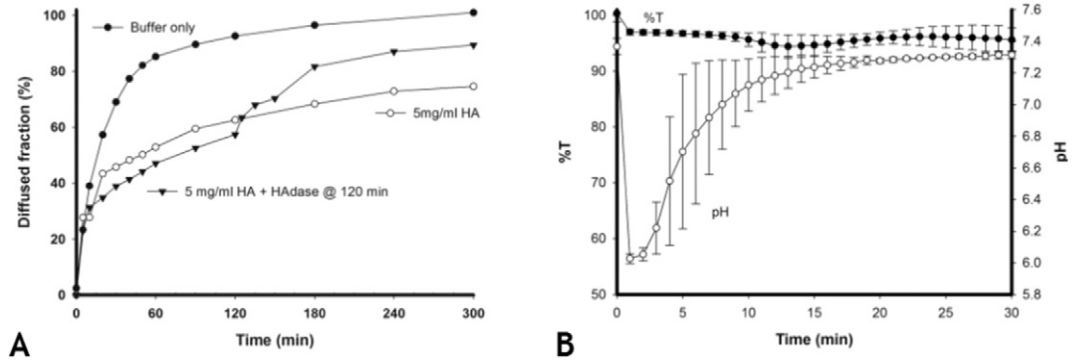 100
80
60
40
20
0
Diffused fraction (%)
Buffer only
5mg/ml HA
5 mg/ml HA + HAdase @ 120 min
0 60 120 180 240 300
Time (min)
A
100
90
80
70
60
50
%T
%T
pH
7.6
7.4
7.2
7.0
6.8
6.6
6.4
6.2
6.0
5.8
pH
0 5 10 15 20 25 30
Time (min)
B